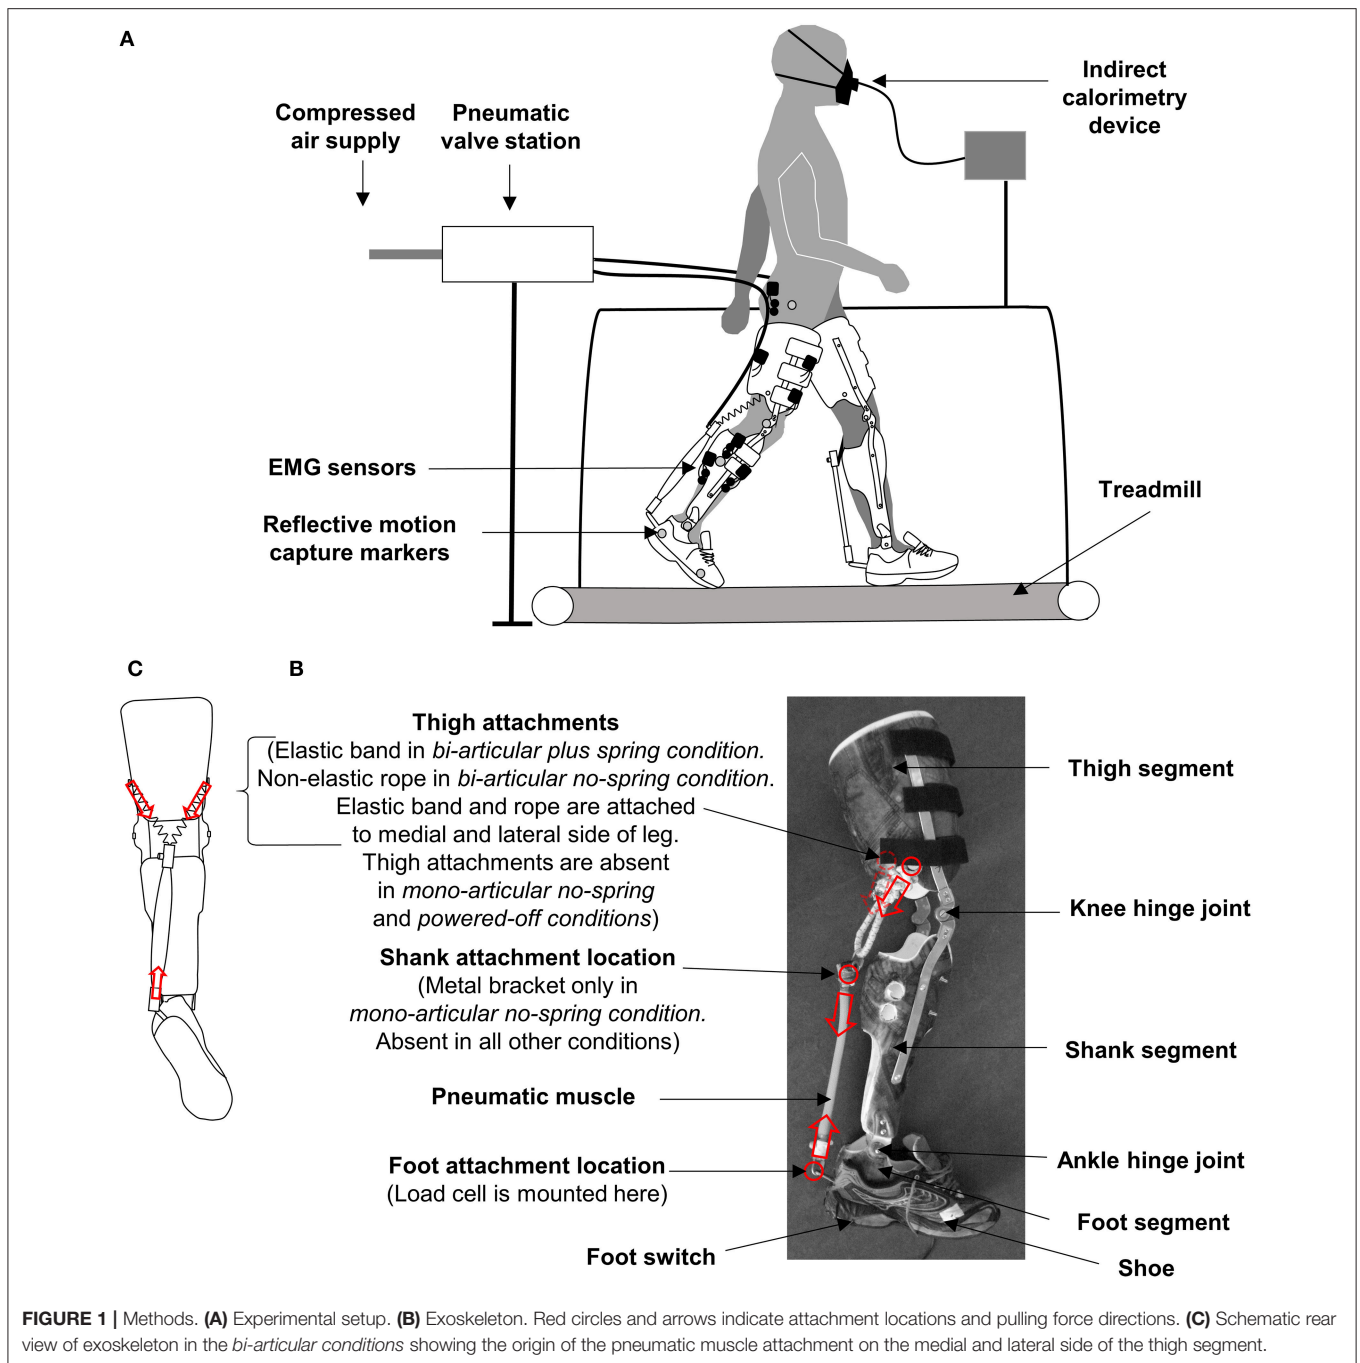 A
Compressed
air supply
Pneumatic
valve station
Indirect
calorimetry
device
EMG sensors
Reflective motion
capture markers
Treadmill
C
B
Thigh attachments
(Elastic band in bi-articular plus spring condition.
Non-elastic rope in bi-articular no-spring condition.
Elastic band and rope are attached
to medial and lateral side of leg.
Thigh attachments are absent
in mono-articular no-spring
and powered-off conditions)
Shank attachment location
(Metal bracket only in
mono-articular no-spring condition.
Absent in all other conditions)
Pneumatic muscle
Foot attachment location
(Load cell is mounted here)
Foot switch
Thigh segment
Knee hinge joint
Shank segment
Ankle hinge joint
Foot segment
Shoe
FIGURE 1 | Methods. (A) Experimental setup. (B) Exoskeleton. Red circles and arrows indicate attachment locations and pulling force directions. (C) Schematic rear
view of exoskeleton in the bi-articular conditions showing the origin of the pneumatic muscle attachment on the medial and lateral side of the thigh segment.